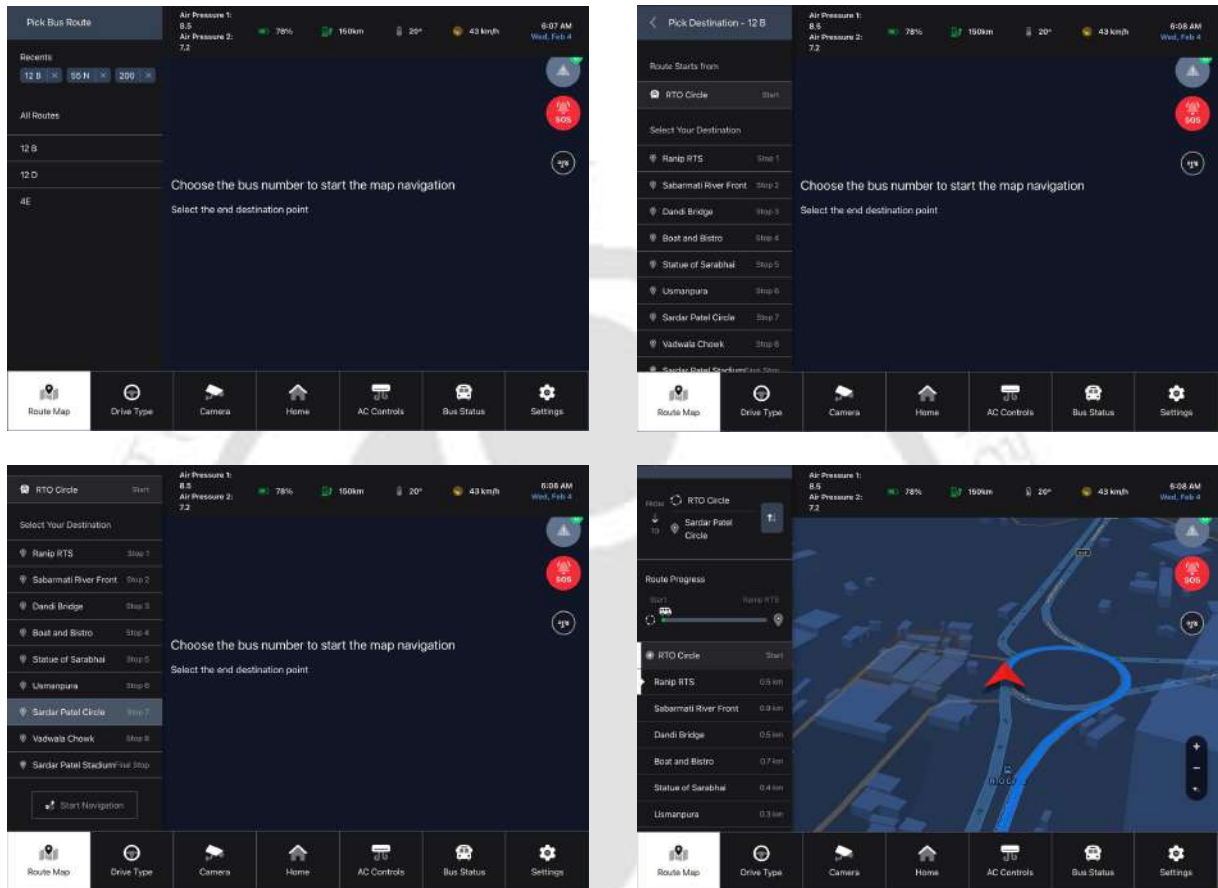 Pick Bus Route
Air Pressure 1:
8.5
Air Pressure 2:
7.2
78%
150km
20°
43 km/h
6:07 AM
Wed, Feb 4
Recents
12 B × 55 N × 200 ×
All Routes
12 B
12 D
4E
SOS
Choose the bus number to start the map navigation
Select the end destination point
Route Map
Drive Type
Camera
Home
AC Controls
Bus Status
Settings
Pick Destination - 12 B
Air Pressure 1:
8.5
Air Pressure 2:
7.2
78%
150km
20°
43 km/h
6:08 AM
Wed, Feb 4
Route Starts from
RTO Circle Start
Select Your Destination
Ranip RTS Stop 1
Sabarmati River Front Stop 2
Dandi Bridge Stop 3
Boat and Bistro Stop 4
Statue of Sarabhai Stop 5
Usmanpura Stop 6
Sardar Patel Circle Stop 7
Vadwala Chowk Stop 8
Sardar Patel Stadium Final Stop
SOS
Choose the bus number to start the map navigation
Select the end destination point
Route Map
Drive Type
Camera
Home
AC Controls
Bus Status
Settings
RTO Circle Start
Air Pressure 1:
8.5
Air Pressure 2:
7.2
78%
150km
20°
43 km/h
6:08 AM
Wed, Feb 4
Select Your Destination
Ranip RTS Stop 1
Sabarmati River Front Stop 2
Dandi Bridge Stop 3
Boat and Bistro Stop 4
Statue of Sarabhai Stop 5
Usmanpura Stop 6
Sardar Patel Circle Stop 7
Vadwala Chowk Stop 8
Sardar Patel Stadium Final Stop
Start Navigation
SOS
Choose the bus number to start the map navigation
Select the end destination point
Route Map
Drive Type
Camera
Home
AC Controls
Bus Status
Settings
FROM RTO Circle
TO Sardar Patel
Circle
Air Pressure 1:
8.5
Air Pressure 2:
7.2
78%
150km
20°
43 km/h
6:08 AM
Wed, Feb 4
Route Progress
Start Ranip RTS
RTO Circle Start
Ranip RTS 0.5 km
Sabarmati River Front 0.9 km
Dandi Bridge 0.5 km
Boat and Bistro 0.7 km
Statue of Sarabhai 0.4 km
Usmanpura 0.3 km
SOS
+
−
Route Map
Drive Type
Camera
Home
AC Controls
Bus Status
Settings